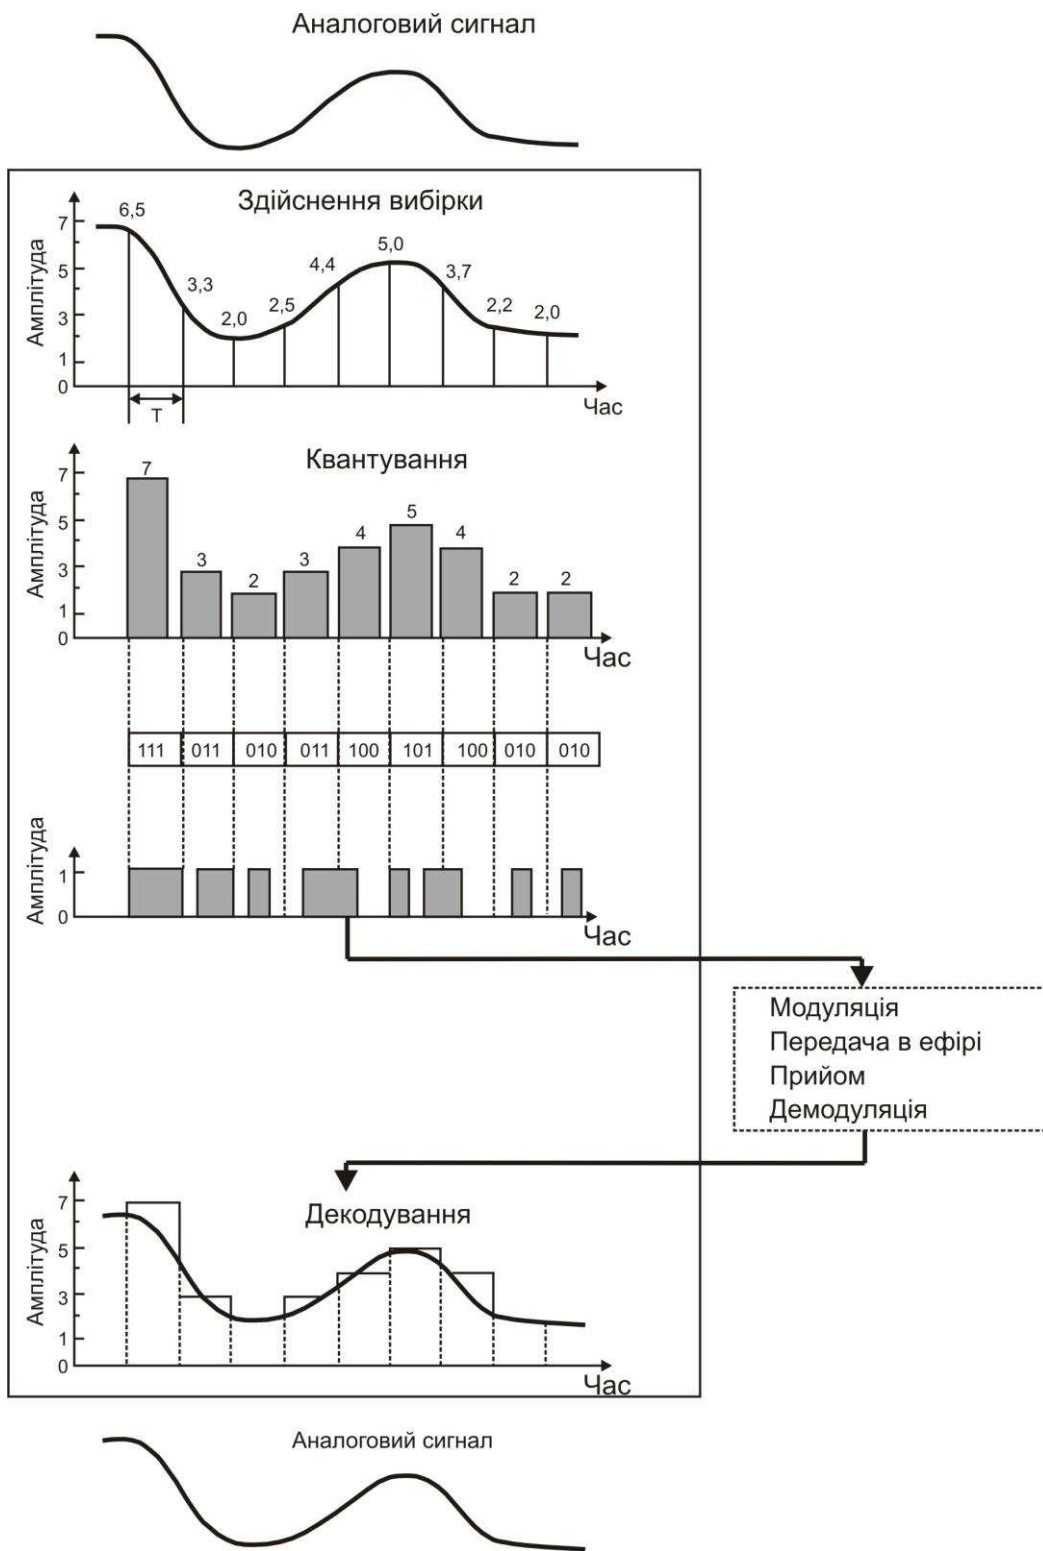 Аналоговий сигнал
Здійснення вибірки
Амплітуда
7
5
3
1
0
6,5
3,3
2,0
2,5
4,4
5,0
3,7
2,2
2,0
T
Час
Квантування
Амплітуда
7
5
3
1
0
7
3
2
3
4
5
4
2
2
Час
111 011 010 011 100 101 100 010 010
Амплітуда
1
0
Час
Модуляція
Передача в ефірі
Прийом
Демодуляція
Декодування
Амплітуда
7
5
3
1
0
Час
Аналоговий сигнал